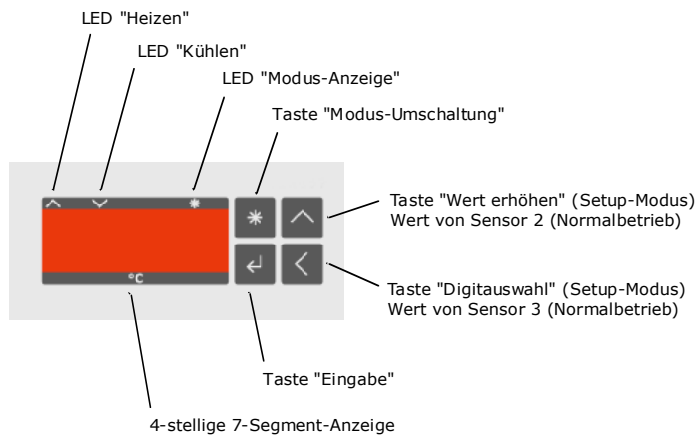 LED "Heizen"
LED "Kühlen"
LED "Modus-Anzeige"
Taste "Modus-Umschaltung"
Taste "Wert erhöhen" (Setup-Modus)
Wert von Sensor 2 (Normalbetrieb)
°C
Taste "Digitauswahl" (Setup-Modus)
Wert von Sensor 3 (Normalbetrieb)
Taste "Eingabe"
4-stellige 7-Segment-Anzeige